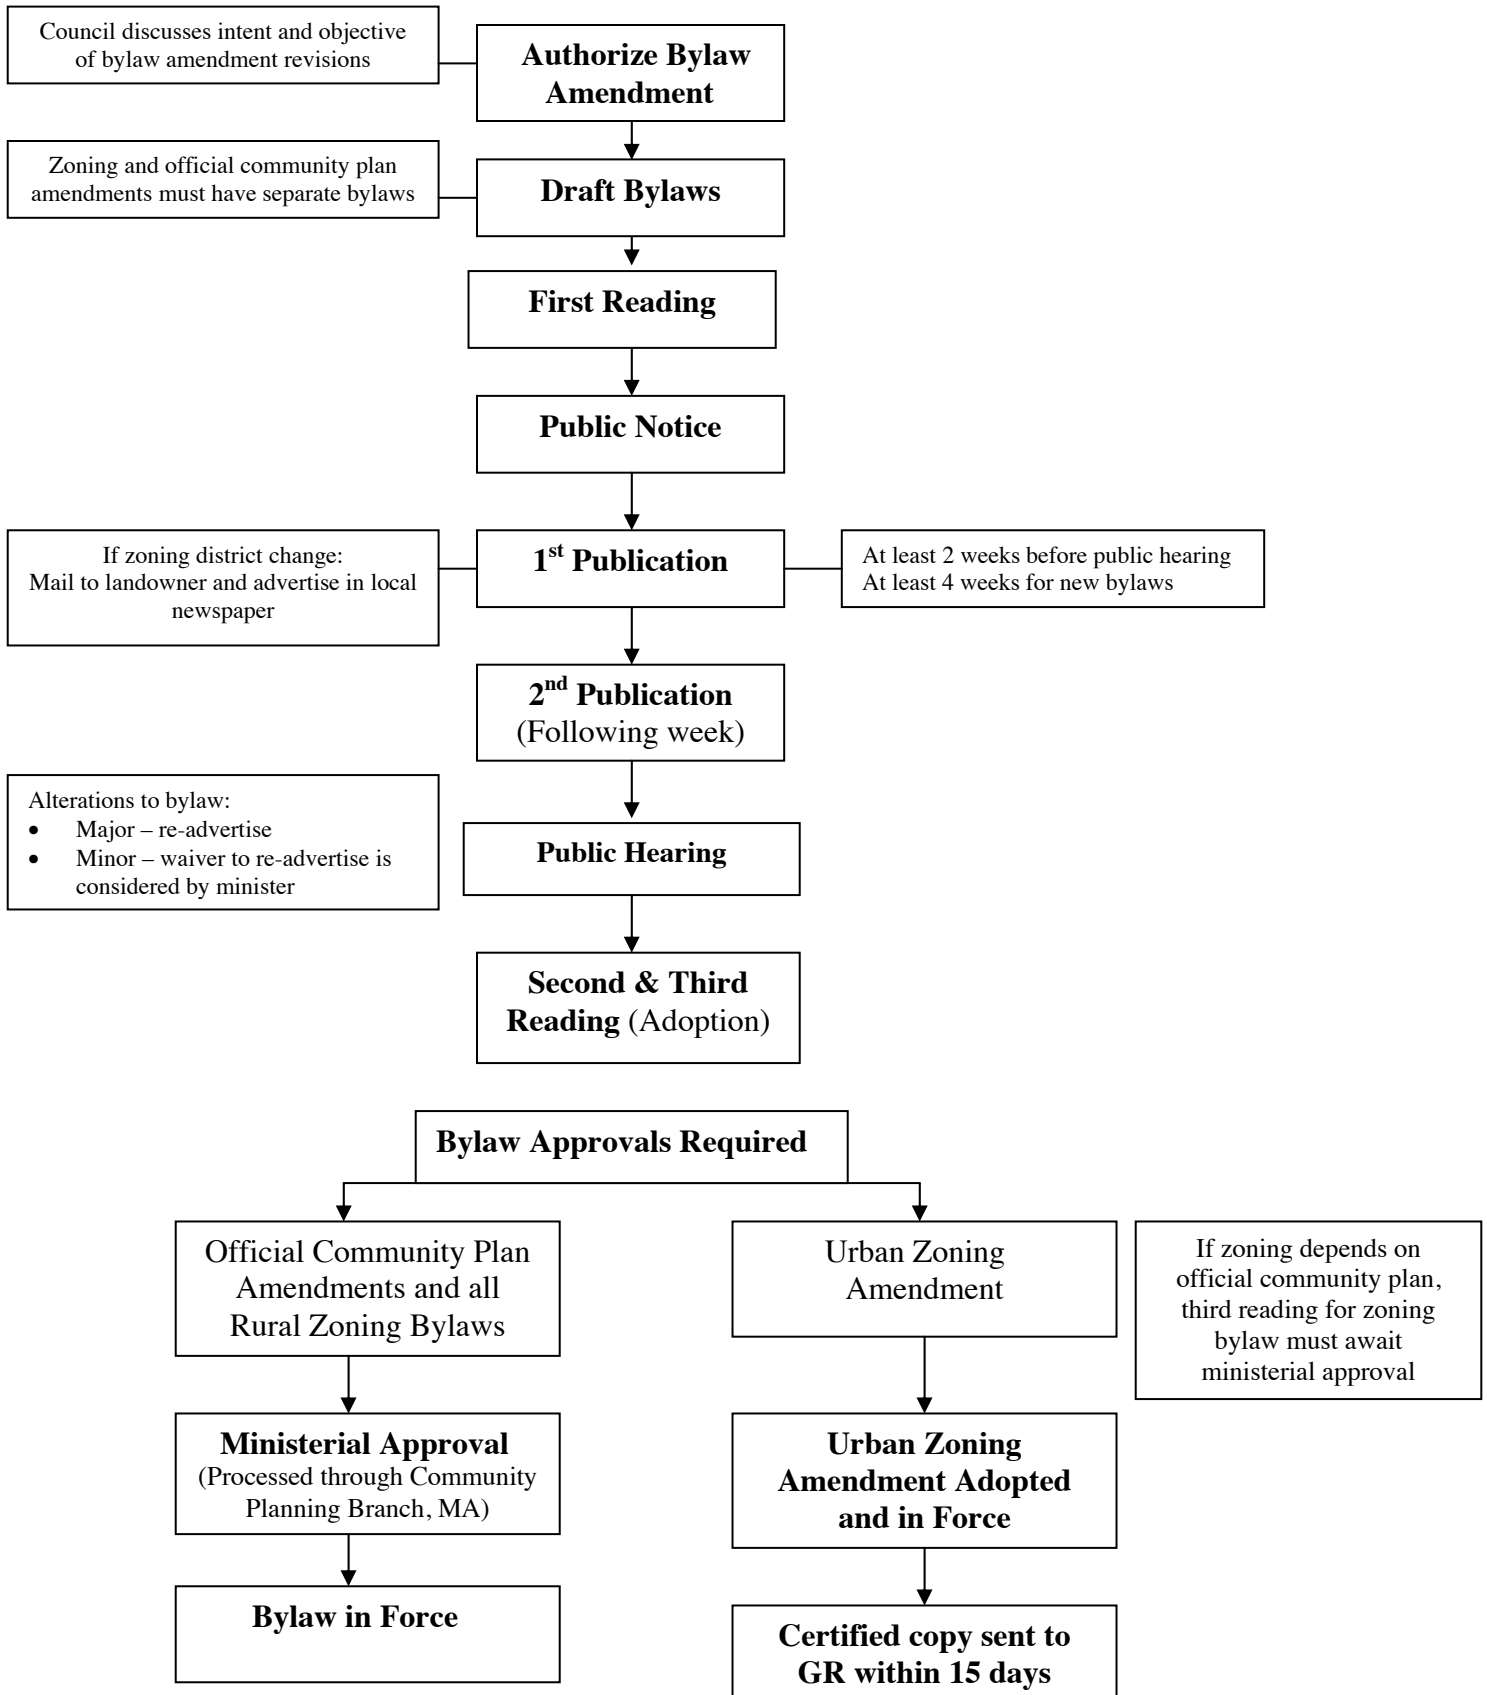 Council discusses intent and objective
of bylaw amendment revisions
Authorize Bylaw
Amendment
Zoning and official community plan
amendments must have separate bylaws
Draft Bylaws
First Reading
Public Notice
If zoning district change:
Mail to landowner and advertise in local
newspaper
1st Publication
At least 2 weeks before public hearing
At least 4 weeks for new bylaws
2nd Publication
(Following week)
Alterations to bylaw:
• Major – re-advertise
• Minor – waiver to re-advertise is
considered by minister
Public Hearing
Second & Third
Reading (Adoption)
Bylaw Approvals Required
Official Community Plan
Amendments and all
Rural Zoning Bylaws
Urban Zoning
Amendment
If zoning depends on
official community plan,
third reading for zoning
bylaw must await
ministerial approval
Ministerial Approval
(Processed through Community
Planning Branch, MA)
Urban Zoning
Amendment Adopted
and in Force
Bylaw in Force
Certified copy sent to
GR within 15 days